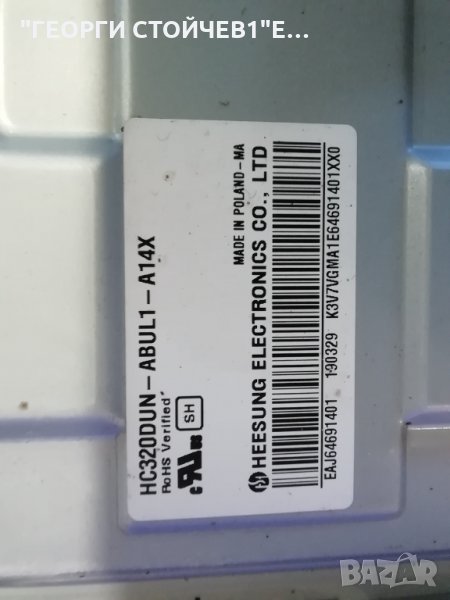 "ГЕОРГИ СТОЙЧЕВ1"Е...
HC320DUN-ABUL1-A14X
RoHS Verified
SH
MADE IN POLAND-MA
HEESUNG ELECTRONICS CO., LTD
EAJ64691401 190329 K3V7VGMA1E64691401XX0
BAZAR